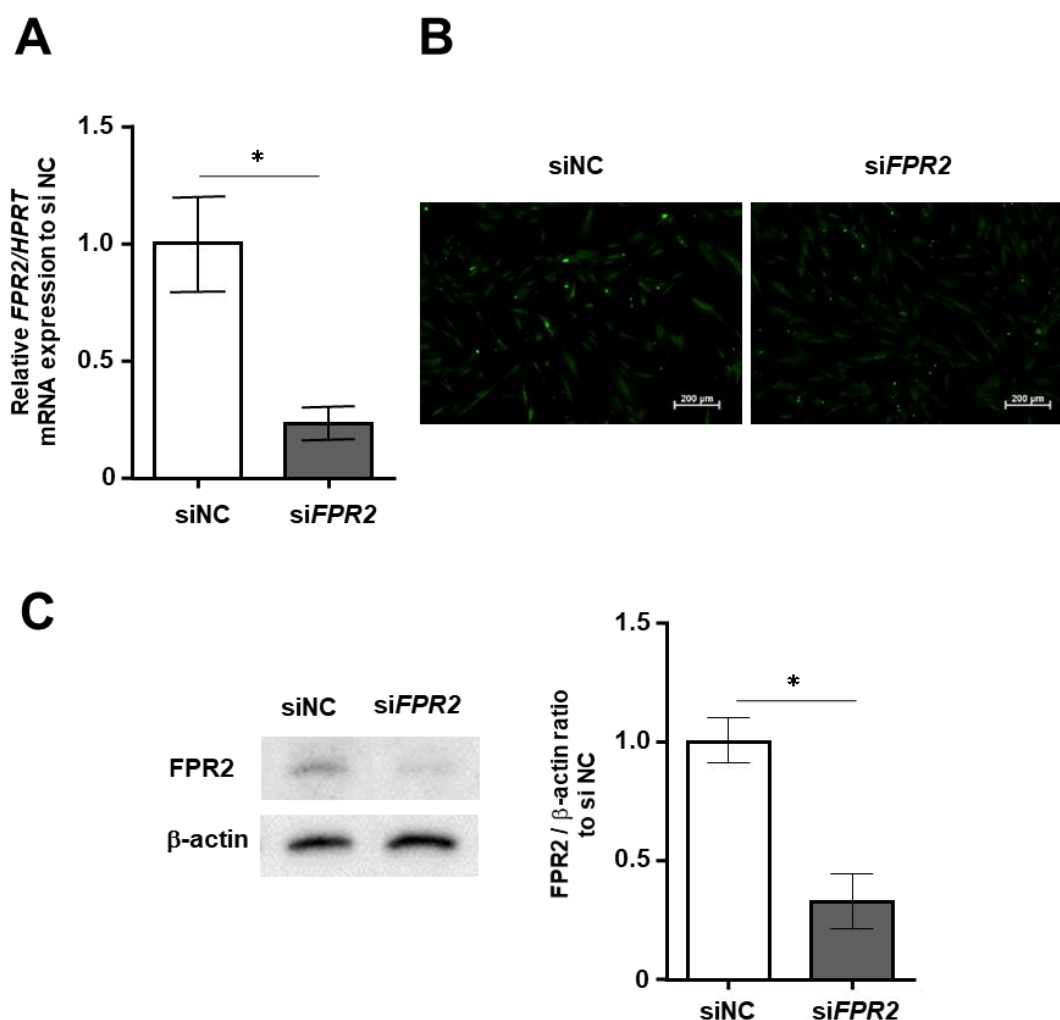 A
B
Relative FPR2/HPRT
mRNA expression to si NC
1.5
1.0
0.5
0
*
siNC
siFPR2
siNC
siFPR2
200 µm
200 µm
C
siNC
siFPR2
FPR2
β-actin
FPR2 / β-actin ratio
to si NC
1.5
1.0
0.5
0
*
siNC
siFPR2